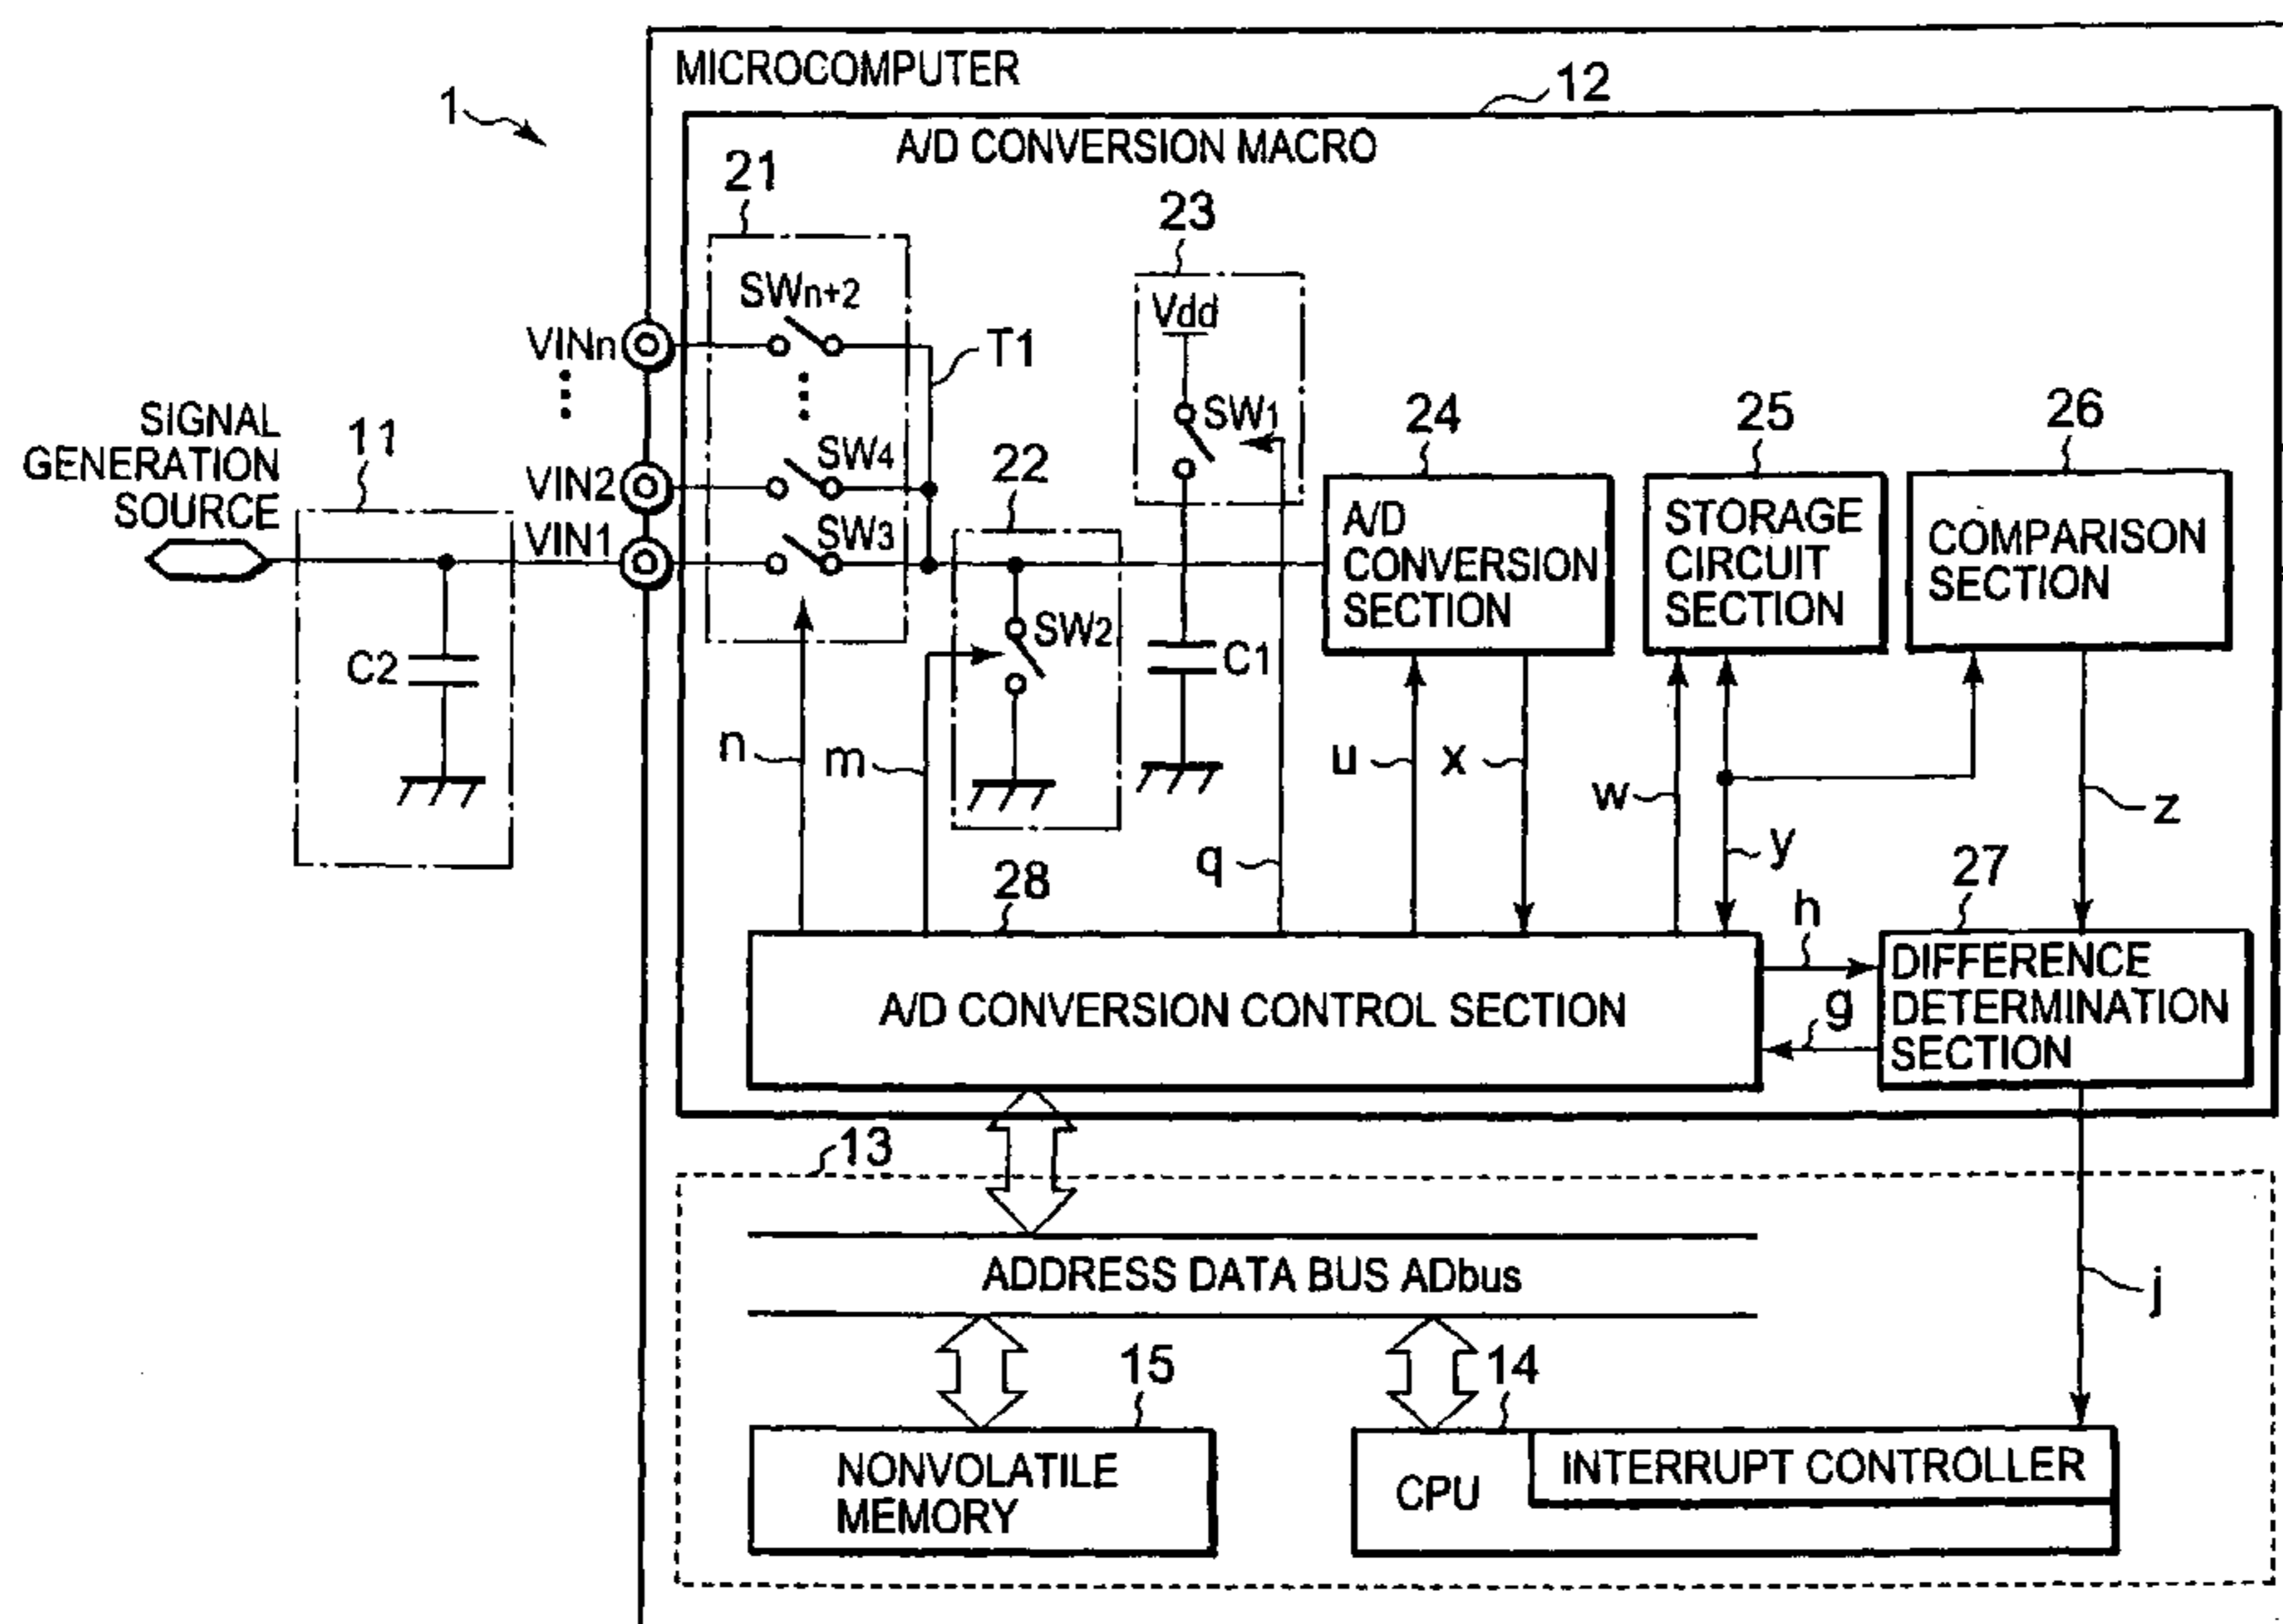 MICROCOMPUTER
12
1
A/D CONVERSION MACRO
21
23
SWn+2
Vdd
VINn
T1
SW1
24
25
26
SIGNAL
GENERATION
SOURCE
11
SW4
VIN2
22
VIN1
SW3
A/D
CONVERSION
SECTION
STORAGE
CIRCUIT
SECTION
COMPARISON
SECTION
C2
SW2
C1
n
m
u
x
w
z
q
y
28
h
27
A/D CONVERSION CONTROL SECTION
g
DIFFERENCE
DETERMINATION
SECTION
13
ADDRESS DATA BUS ADbus
j
15
14
NONVOLATILE
MEMORY
CPU
INTERRUPT CONTROLLER